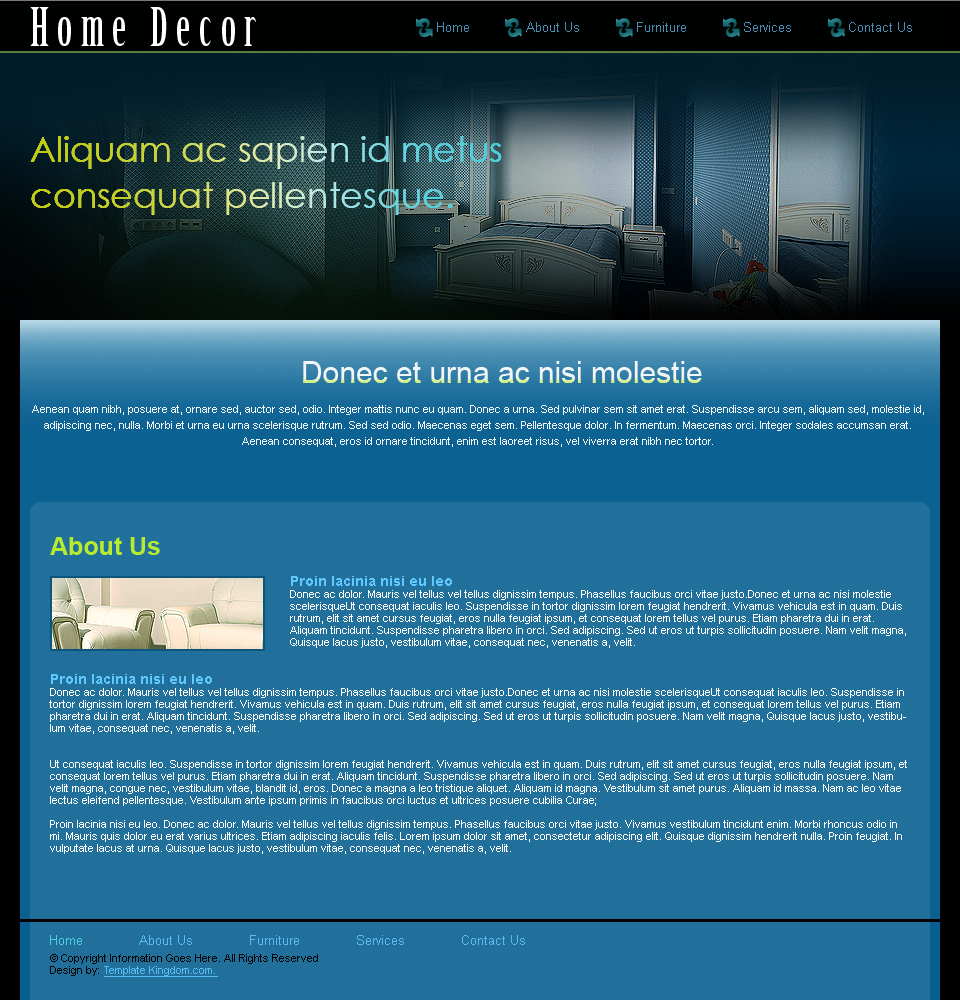 Home Decor
Home About Us Furniture Services Contact Us
Aliquam ac sapien id metus
consequat pellentesque.
Donec et urna ac nisi molestie
Aenean quam nibh, posuere at, ornare sed, auctor sed, odio. Integer mattis nunc eu quam. Donec a urna. Sed pulvinar sem sit amet erat. Suspendisse arcu sem, aliquam sed, molestie id,
adipiscing nec, nulla. Morbi et urna eu urna scelerisque rutrum. Sed sed odio. Maecenas eget sem. Pellentesque dolor. In fermentum. Maecenas orci. Integer sodales accumsan erat.
Aenean consequat, eros id ornare tincidunt, enim est laoreet risus, vel viverra erat nibh nec tortor.
About Us
Proin lacinia nisi eu leo
Donec ac dolor. Mauris vel tellus vel tellus dignissim tempus. Phasellus faucibus orci vitae justo.Donec et urna ac nisi molestie
scelerisqueUt consequat iaculis leo. Suspendisse in tortor dignissim lorem feugiat hendrerit. Vivamus vehicula est in quam. Duis
rutrum, elit sit amet cursus feugiat, eros nulla feugiat ipsum, et consequat lorem tellus vel purus. Etiam pharetra dui in erat.
Aliquam tincidunt. Suspendisse pharetra libero in orci. Sed adipiscing. Sed ut eros ut turpis sollicitudin posuere. Nam velit magna,
Quisque lacus justo, vestibulum vitae, consequat nec, venenatis a, velit.
Proin lacinia nisi eu leo
Donec ac dolor. Mauris vel tellus vel tellus dignissim tempus. Phasellus faucibus orci vitae justo.Donec et urna ac nisi molestie scelerisqueUt consequat iaculis leo. Suspendisse in
tortor dignissim lorem feugiat hendrerit. Vivamus vehicula est in quam. Duis rutrum, elit sit amet cursus feugiat, eros nulla feugiat ipsum, et consequat lorem tellus vel purus. Etiam
pharetra dui in erat. Aliquam tincidunt. Suspendisse pharetra libero in orci. Sed adipiscing. Sed ut eros ut turpis sollicitudin posuere. Nam velit magna, Quisque lacus justo, vestibu-
lum vitae, consequat nec, venenatis a, velit.
Ut consequat iaculis leo. Suspendisse in tortor dignissim lorem feugiat hendrerit. Vivamus vehicula est in quam. Duis rutrum, elit sit amet cursus feugiat, eros nulla feugiat ipsum, et
consequat lorem tellus vel purus. Etiam pharetra dui in erat. Aliquam tincidunt. Suspendisse pharetra libero in orci. Sed adipiscing. Sed ut eros ut turpis sollicitudin posuere. Nam
velit magna, congue nec, vestibulum vitae, blandit id, eros. Donec a magna a leo tristique aliquet. Aliquam id magna. Vestibulum sit amet purus. Aliquam id massa. Nam ac leo vitae
lectus eleifend pellentesque. Vestibulum ante ipsum primis in faucibus orci luctus et ultrices posuere cubilia Curae;
Proin lacinia nisi eu leo. Donec ac dolor. Mauris vel tellus vel tellus dignissim tempus. Phasellus faucibus orci vitae justo. Vivamus vestibulum tincidunt enim. Morbi rhoncus odio in
mi. Mauris quis dolor eu erat varius ultrices. Etiam adipiscing iaculis felis. Lorem ipsum dolor sit amet, consectetur adipiscing elit. Quisque dignissim hendrerit nulla. Proin feugiat. In
vulputate lacus at urna. Quisque lacus justo, vestibulum vitae, consequat nec, venenatis a, velit.
Home About Us Furniture Services Contact Us
© Copyright Information Goes Here. All Rights Reserved
Design by: Template Kingdom.com.